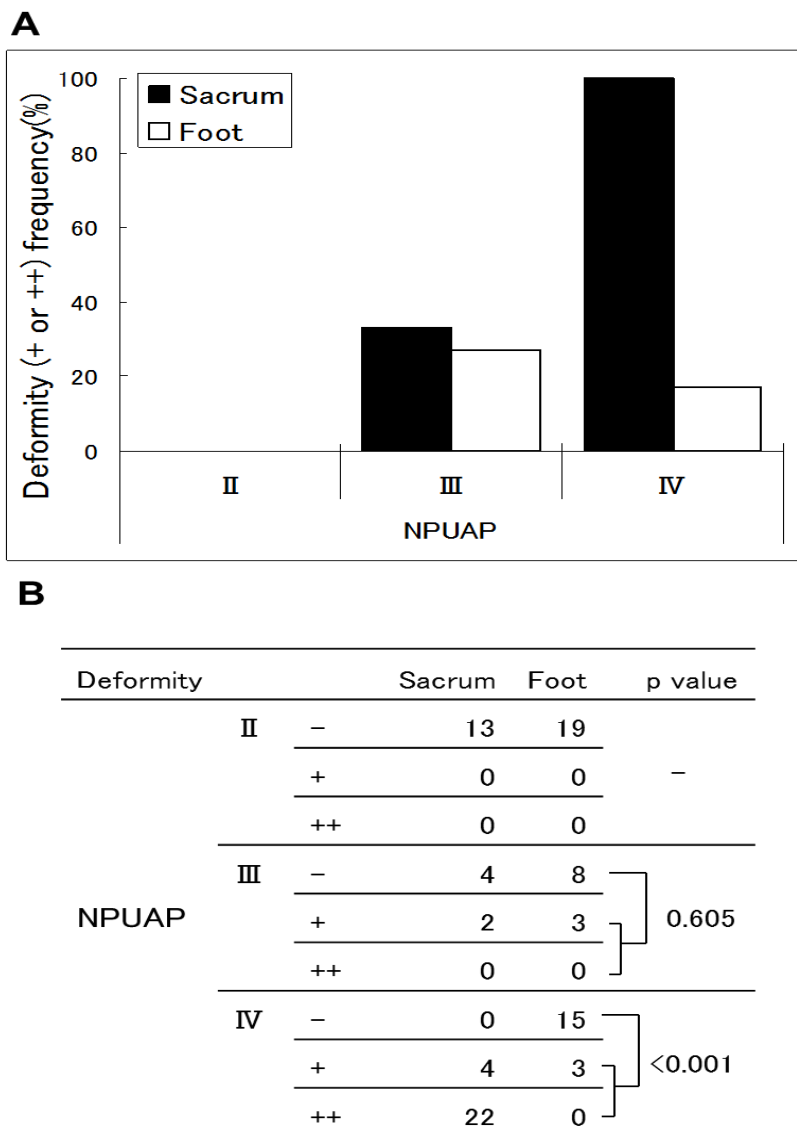 A
Deformity (+ or ++) frequency(%)
100
80
60
40
20
0
Sacrum
Foot
Ⅱ Ⅲ Ⅳ
NPUAP
B
Deformity Sacrum Foot p value
Ⅱ − 13 19
+ 0 0 −
++ 0 0
Ⅲ − 4 8
NPUAP + 2 3 0.605
++ 0 0
Ⅳ − 0 15
+ 4 3 <0.001
++ 22 0